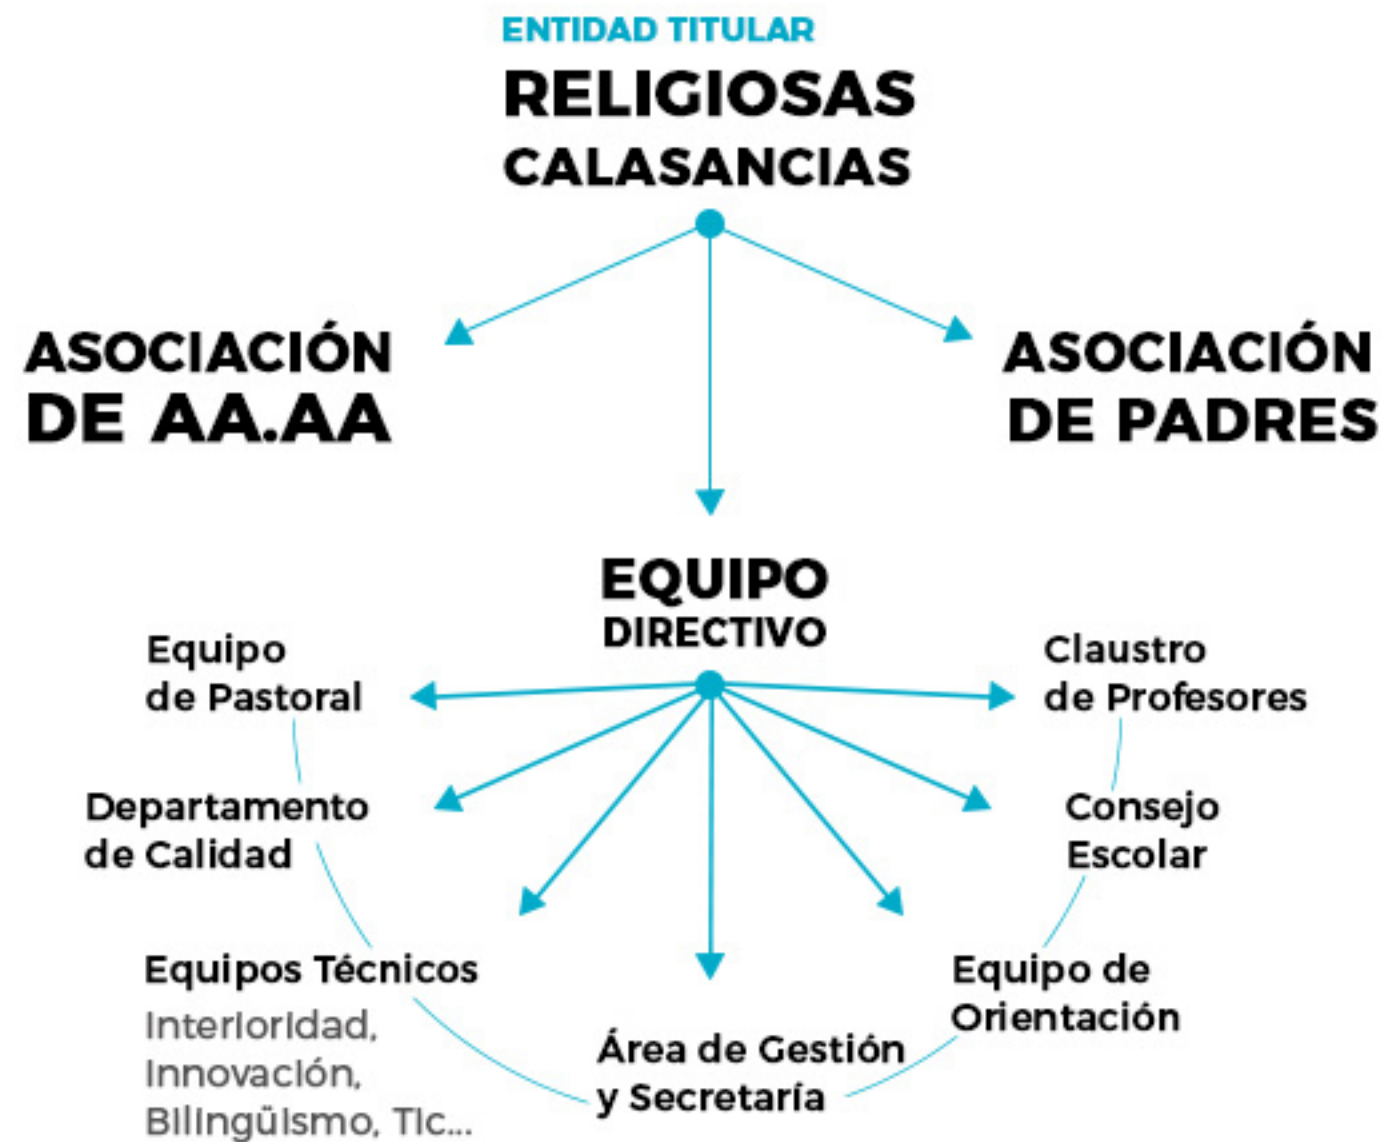 ENTIDAD TITULAR
RELIGIOSAS
CALASANCIAS
ASOCIACIÓN
DE AA.AA
ASOCIACIÓN
DE PADRES
EQUIPO
DIRECTIVO
Equipo
de Pastoral
Claustro
de Profesores
Departamento
de Calidad
Consejo
Escolar
Equipos Técnicos
Interioridad,
Innovación,
Bilingüismo, Tic...
Equipo de
Orientación
Área de Gestión
y Secretaría